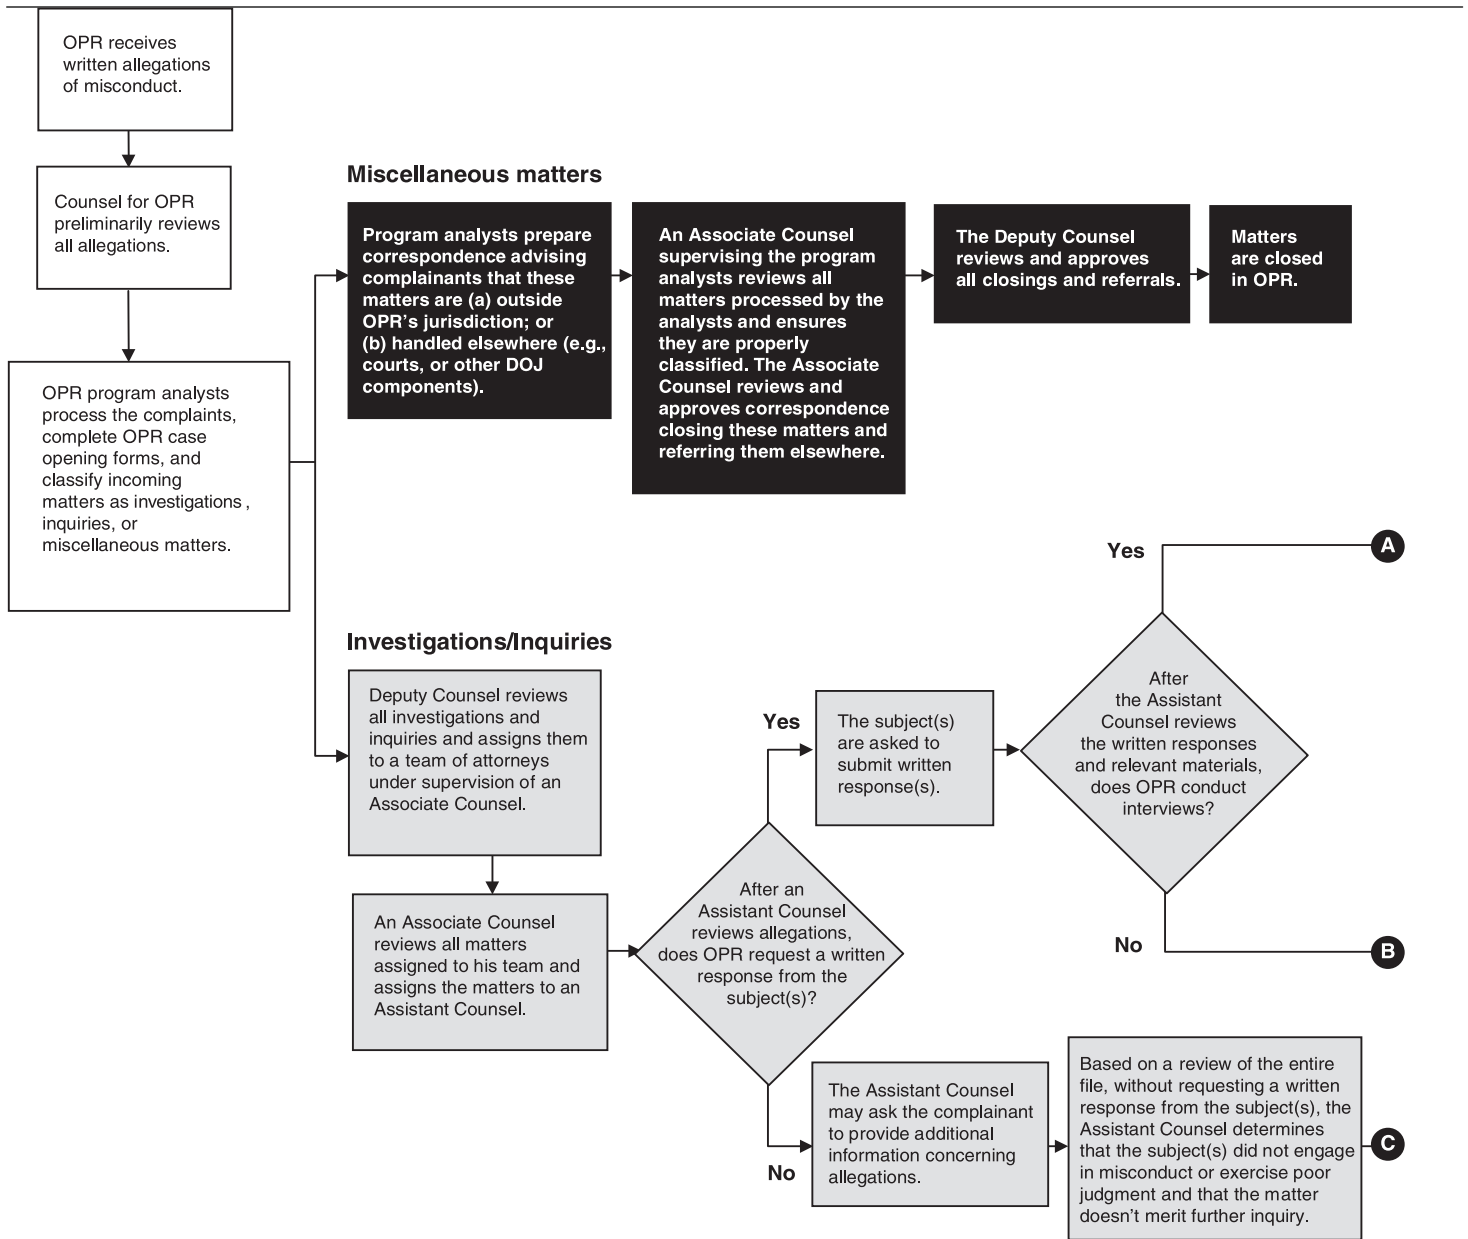 OPR receives
written allegations
of misconduct.
Counsel for OPR
preliminarily reviews
all allegations.
OPR program analysts
process the complaints,
complete OPR case
opening forms, and
classify incoming
matters as investigations,
inquiries, or
miscellaneous matters.
Miscellaneous matters
Program analysts prepare
correspondence advising
complainants that these
matters are (a) outside
OPR's jurisdiction; or
(b) handled elsewhere (e.g.,
courts, or other DOJ
components).
An Associate Counsel
supervising the program
analysts reviews all
matters processed by the
analysts and ensures
they are properly
classified. The Associate
Counsel reviews and
approves correspondence
closing these matters and
referring them elsewhere.
The Deputy Counsel
reviews and approves
all closings and referrals.
Matters
are closed
in OPR.
Investigations/Inquiries
Deputy Counsel reviews
all investigations and
inquiries and assigns them
to a team of attorneys
under supervision of an
Associate Counsel.
An Associate Counsel
reviews all matters
assigned to his team and
assigns the matters to an
Assistant Counsel.
After an
Assistant Counsel
reviews allegations,
does OPR request a written
response from the
subject(s)?
Yes
The subject(s)
are asked to
submit written
response(s).
After
the Assistant
Counsel reviews
the written responses
and relevant materials,
does OPR conduct
interviews?
Yes
A
No
B
No
The Assistant Counsel
may ask the complainant
to provide additional
information concerning
allegations.
Based on a review of the entire
file, without requesting a written
response from the subject(s), the
Assistant Counsel determines
that the subject(s) did not engage
in misconduct or exercise poor
judgment and that the matter
doesn't merit further inquiry.
C